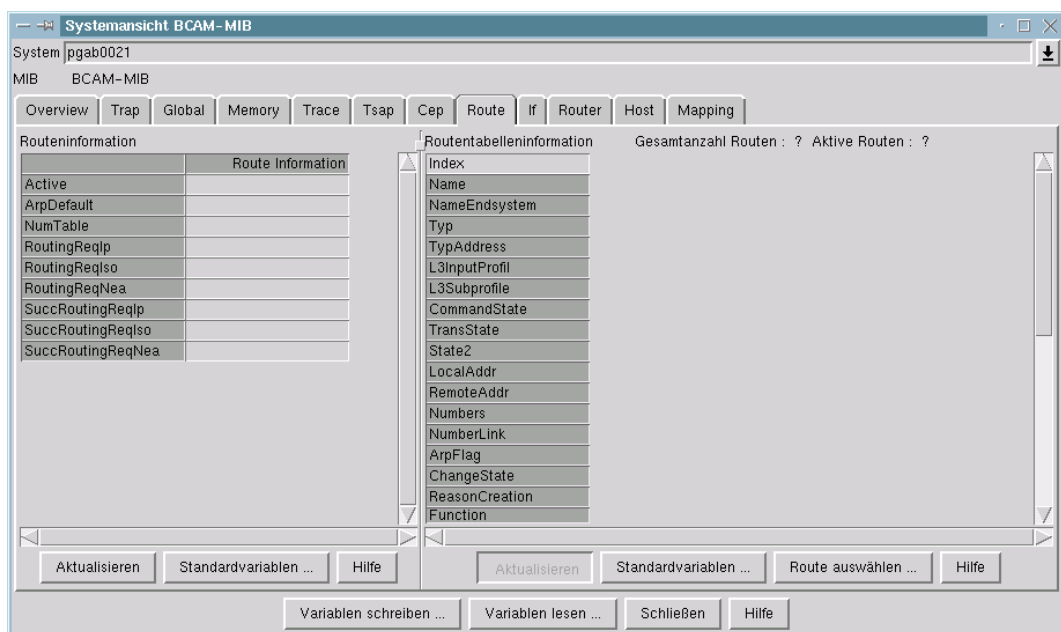 Systemansicht BCAM-MIB
System pgab0021
MIB BCAM-MIB
Overview Trap Global Memory Trace Tsap Cep Route If Router Host Mapping
Routeninformation
Route Information
Active
ArpDefault
NumTable
RoutingReqIp
RoutingReqIso
RoutingReqNea
SuccRoutingReqIp
SuccRoutingReqIso
SuccRoutingReqNea
Aktualisieren Standardvariablen ... Hilfe
Routentabelleninformation Gesamtanzahl Routen : ? Aktive Routen : ?
Index
Name
NameEndsystem
Typ
TypAddress
L3InputProfil
L3Subprofile
CommandState
TransState
State2
LocalAddr
RemoteAddr
Numbers
NumberLink
ArpFlag
ChangeState
ReasonCreation
Function
Aktualisieren Standardvariablen ... Route auswählen ... Hilfe
Variablen schreiben ... Variablen lesen ... Schließen Hilfe